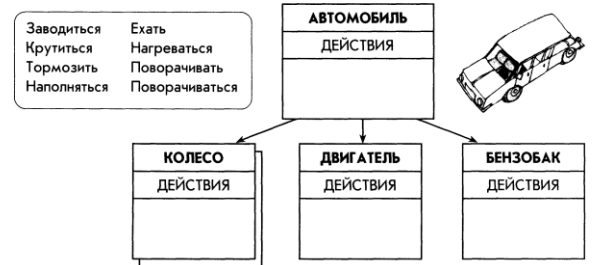 Заводиться Ехать
Крутиться Нагреваться
Тормозить Поворачивать
Наполняться Поворачиваться
АВТОМОБИЛЬ
ДЕЙСТВИЯ
КОЛЕСО
ДЕЙСТВИЯ
ДВИГАТЕЛЬ
ДЕЙСТВИЯ
БЕНЗОБАК
ДЕЙСТВИЯ